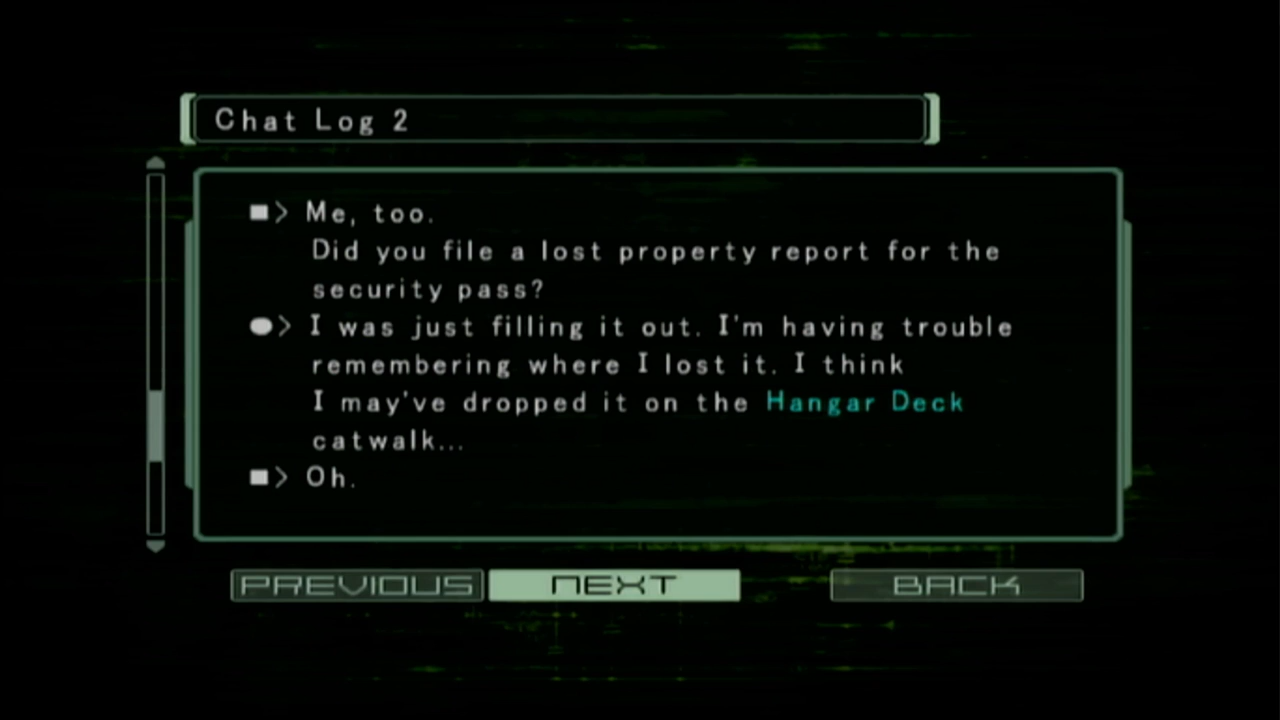 Chat Log 2
■> Me, too.
Did you file a lost property report for the
security pass?
●> I was just filling it out. I'm having trouble
remembering where I lost it. I think
I may've dropped it on the Hangar Deck
catwalk...
■> Oh.
PREVIOUS NEXT BACK